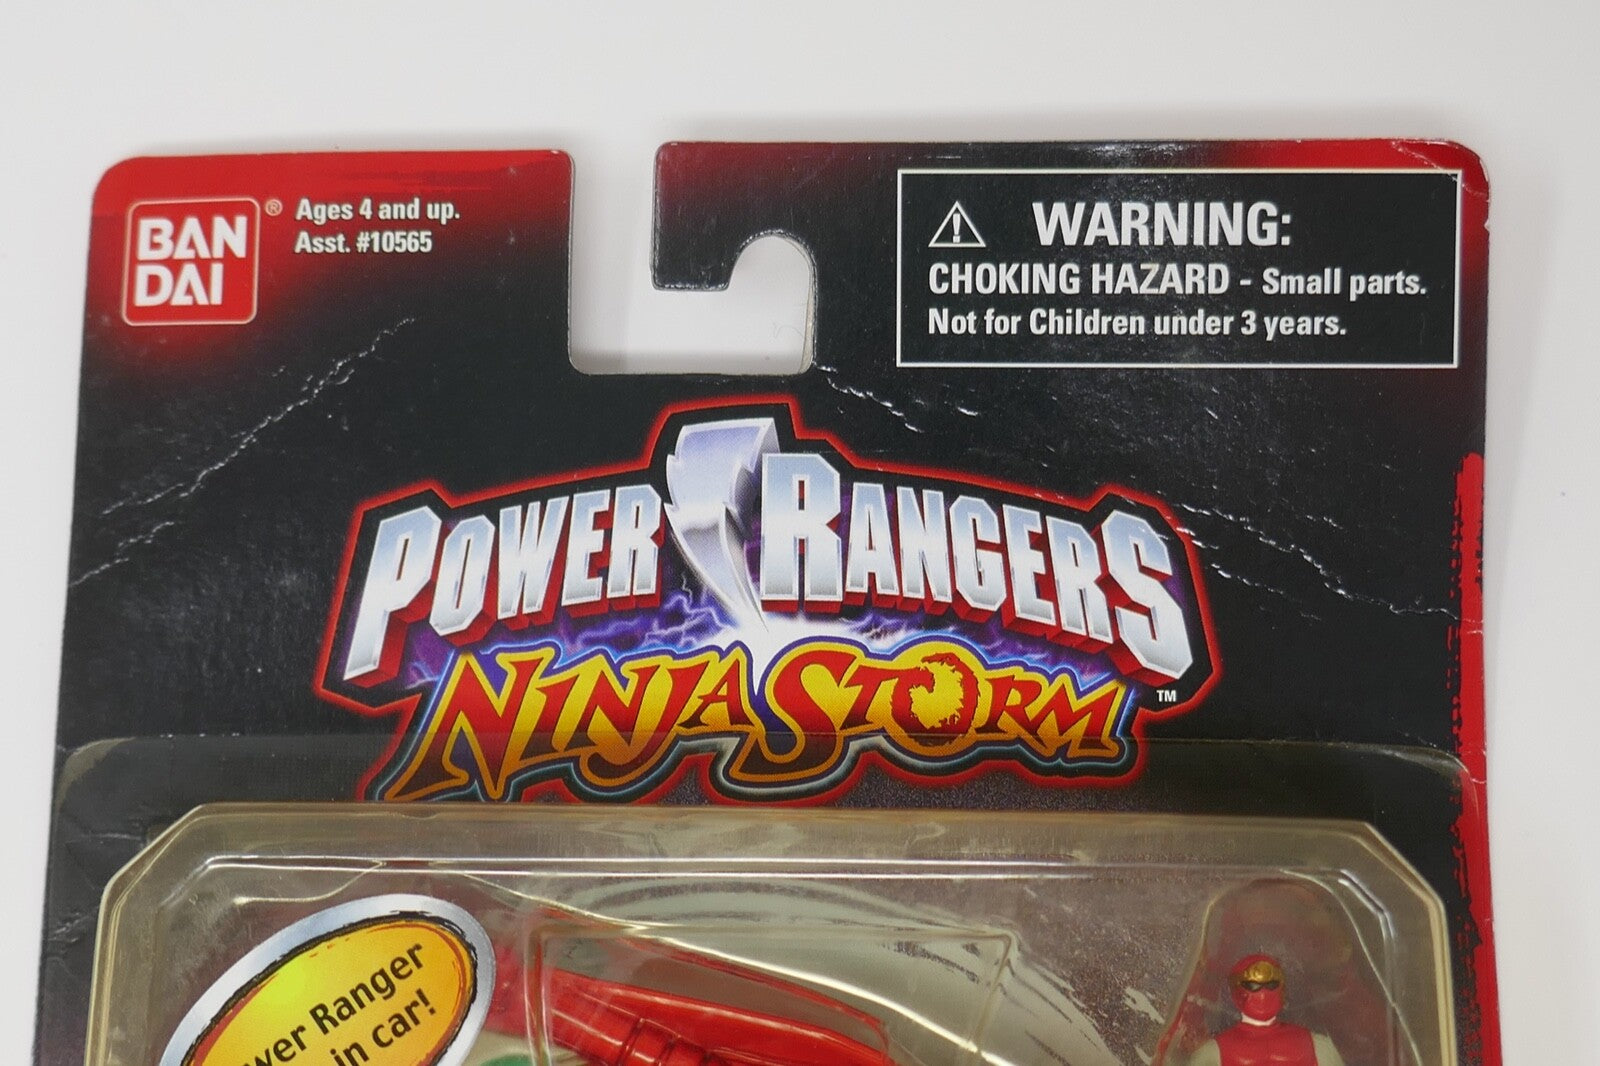 BAN
DAI ®
Ages 4 and up.
Asst. #10565
WARNING:
CHOKING HAZARD - Small parts.
Not for Children under 3 years.
POWER RANGERS
NINJA STORM
TM
Ranger
in car!